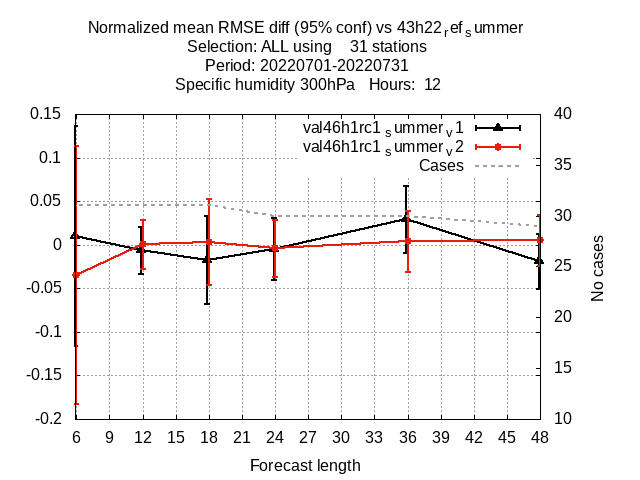 Normalized mean RMSE diff (95% conf) vs 43h22refsummer
Selection: ALL using 31 stations
Period: 20220701-20220731
Specific humidity 300hPa Hours: 12
0.15 40
val46h1rc1summerv1
val46h1rc1summerv2
Cases
0.1 35
0.05 30
0 25
-0.05 20
-0.1 15
-0.15 10
-0.2
No cases
6 9 12 15 18 21 24 27 30 33 36 39 42 45 48
Forecast length